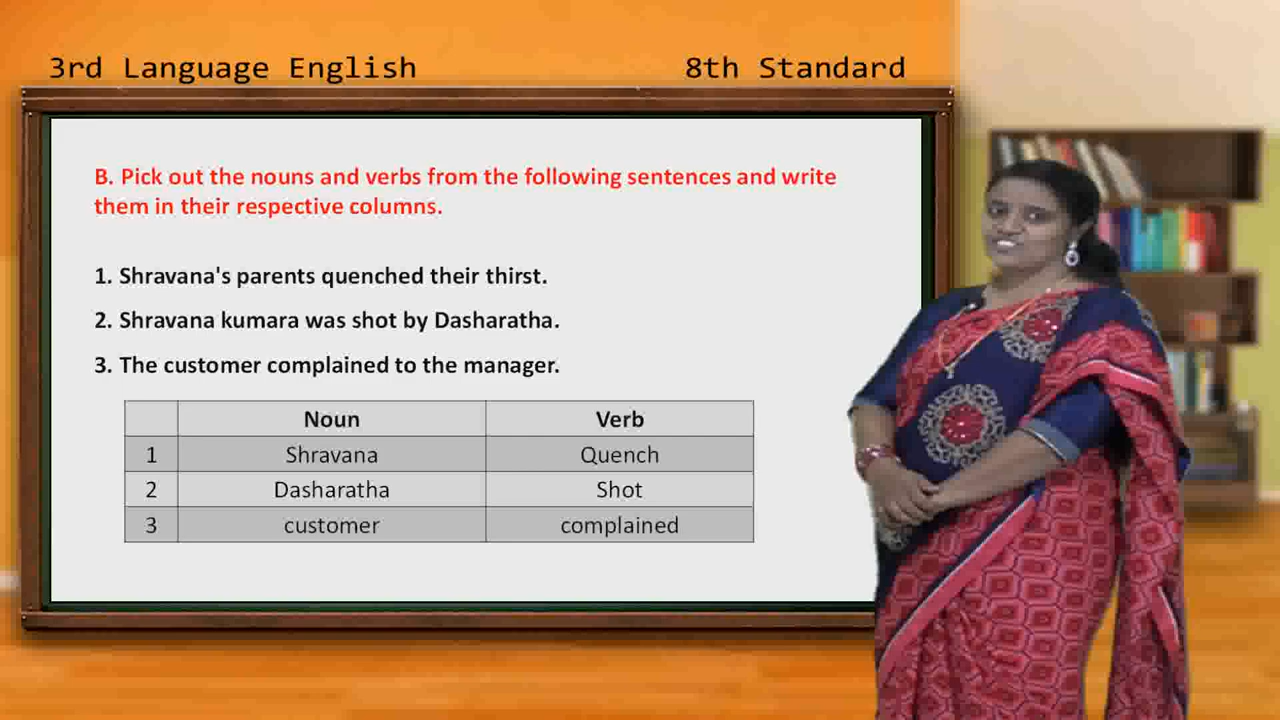 3rd Language English 8th Standard
B. Pick out the nouns and verbs from the following sentences and write
them in their respective columns.
1. Shravana's parents quenched their thirst.
2. Shravana kumara was shot by Dasharatha.
3. The customer complained to the manager.
Noun Verb
1 Shravana Quench
2 Dasharatha Shot
3 customer complained